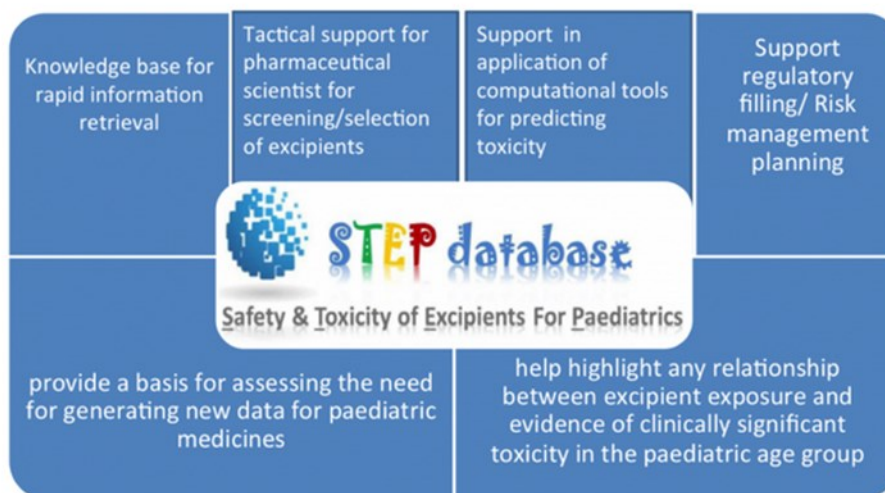 Knowledge base for
rapid information
retrieval
Tactical support for
pharmaceutical
scientist for
screening/selection
of excipients
Support in
application of
computational tools
for predicting
toxicity
Support
regulatory
filling/ Risk
management
planning
STEP database
Safety & Toxicity of Excipients For Paediatrics
provide a basis for assessing the need
for generating new data for paediatric
medicines
help highlight any relationship
between excipient exposure and
evidence of clinically significant
toxicity in the paediatric age group